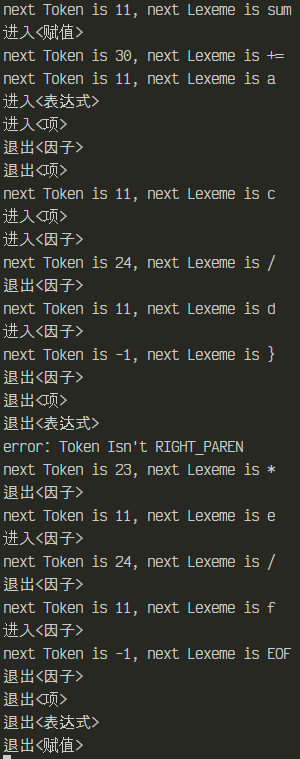 next Token is 11, next Lexeme is sum
进入<赋值>
next Token is 30, next Lexeme is +=
next Token is 11, next Lexeme is a
进入<表达式>
进入<项>
退出<因子>
退出<项>
next Token is 11, next Lexeme is c
进入<项>
进入<因子>
next Token is 24, next Lexeme is /
退出<因子>
next Token is 11, next Lexeme is d
进入<因子>
next Token is -1, next Lexeme is }
退出<因子>
退出<项>
退出<表达式>
error: Token Isn't RIGHT_PAREN
next Token is 23, next Lexeme is *
退出<因子>
next Token is 11, next Lexeme is e
进入<因子>
next Token is 24, next Lexeme is /
退出<因子>
next Token is 11, next Lexeme is f
进入<因子>
next Token is -1, next Lexeme is EOF
退出<因子>
退出<项>
退出<表达式>
退出<赋值>